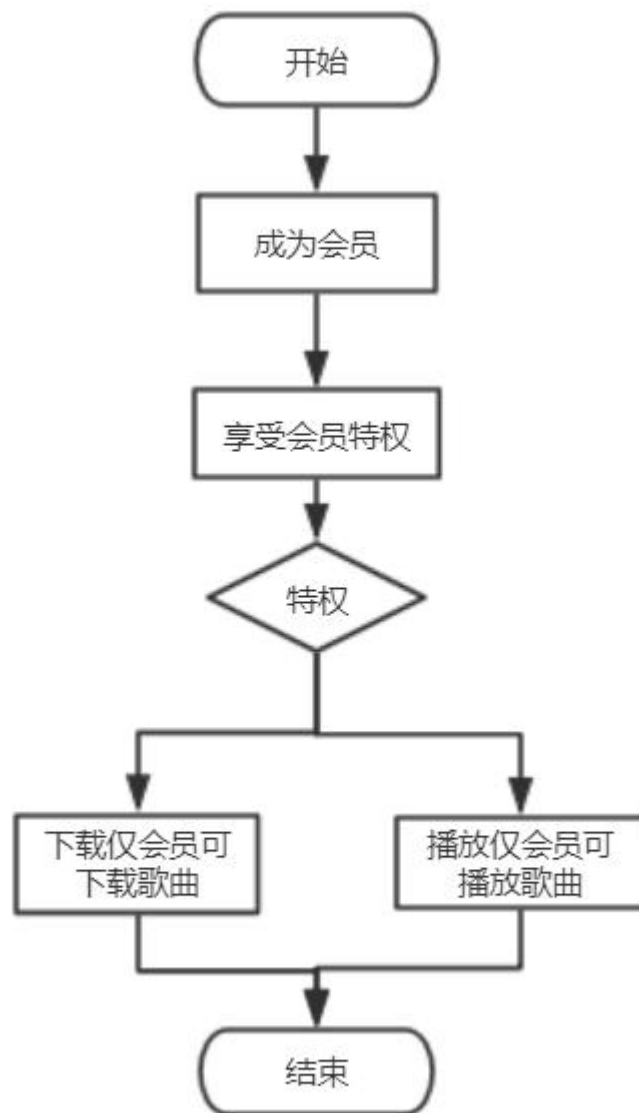 开始
成为会员
享受会员特权
特权
下载仅会员可
下载歌曲
播放仅会员可
播放歌曲
结束